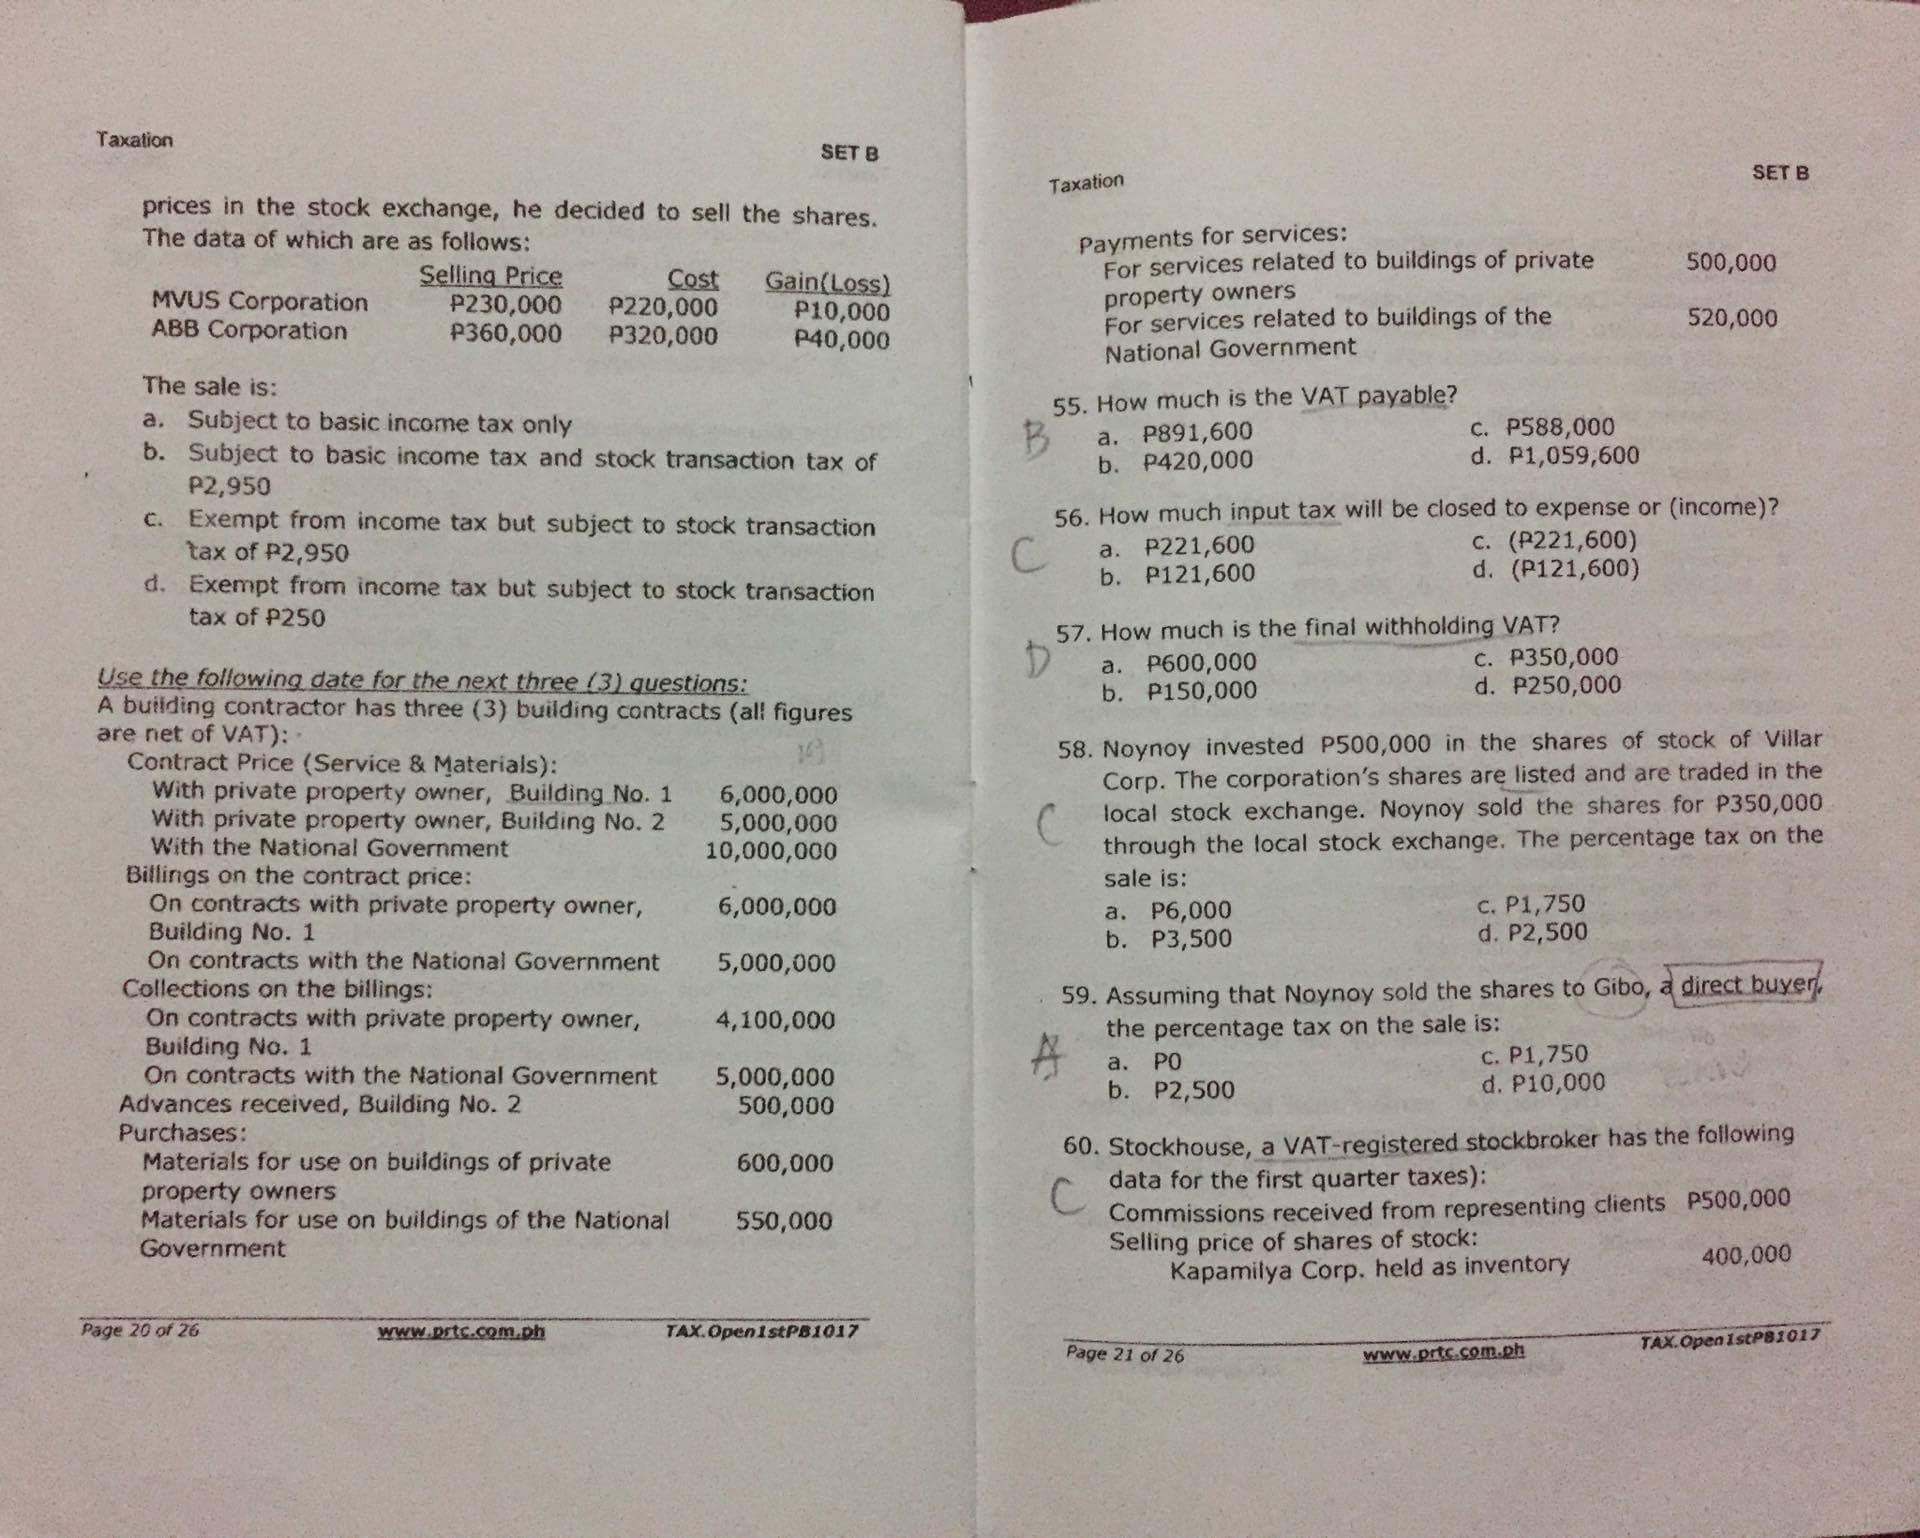 Taxation
SET B
prices in the stock exchange, he decided to sell the shares.
The data of which are as follows:
Selling Price Cost Gain(Loss)
MVUS Corporation ₱230,000 ₱220,000 ₱10,000
ABB Corporation ₱360,000 ₱320,000 ₱40,000
The sale is:
a. Subject to basic income tax only
b. Subject to basic income tax and stock transaction tax of
₱2,950
c. Exempt from income tax but subject to stock transaction
tax of ₱2,950
d. Exempt from income tax but subject to stock transaction
tax of ₱250
Use the following date for the next three (3) questions:
A building contractor has three (3) building contracts (all figures
are net of VAT):
Contract Price (Service & Materials):
With private property owner, Building No. 1 6,000,000
With private property owner, Building No. 2 5,000,000
With the National Government 10,000,000
Billings on the contract price:
On contracts with private property owner, 6,000,000
Building No. 1
On contracts with the National Government 5,000,000
Collections on the billings:
On contracts with private property owner, 4,100,000
Building No. 1
On contracts with the National Government 5,000,000
Advances received, Building No. 2 500,000
Purchases:
Materials for use on buildings of private 600,000
property owners
Materials for use on buildings of the National 550,000
Government
Page 20 of 26 www.prtc.com.ph TAX.Open1stPB1017
Taxation
SET B
Payments for services:
For services related to buildings of private 500,000
property owners
For services related to buildings of the 520,000
National Government
55. How much is the VAT payable?
B
a. ₱891,600 c. ₱588,000
b. ₱420,000 d. ₱1,059,600
56. How much input tax will be closed to expense or (income)?
C
a. ₱221,600 c. (₱221,600)
b. ₱121,600 d. (₱121,600)
57. How much is the final withholding VAT?
D
a. ₱600,000 c. ₱350,000
b. ₱150,000 d. ₱250,000
58. Noynoy invested P500,000 in the shares of stock of Villar
Corp. The corporation's shares are listed and are traded in the
local stock exchange. Noynoy sold the shares for P350,000
C
through the local stock exchange. The percentage tax on the
sale is:
a. P6,000 c. P1,750
b. P3,500 d. P2,500
59. Assuming that Noynoy sold the shares to Gibo, a direct buyer,
the percentage tax on the sale is:
A
a. P0 c. P1,750
b. P2,500 d. P10,000
60. Stockhouse, a VAT-registered stockbroker has the following
data for the first quarter taxes):
C
Commissions received from representing clients ₱500,000
Selling price of shares of stock:
Kapamilya Corp. held as inventory 400,000
Page 21 of 26 www.prtc.com.ph TAX.Open1stPB1017